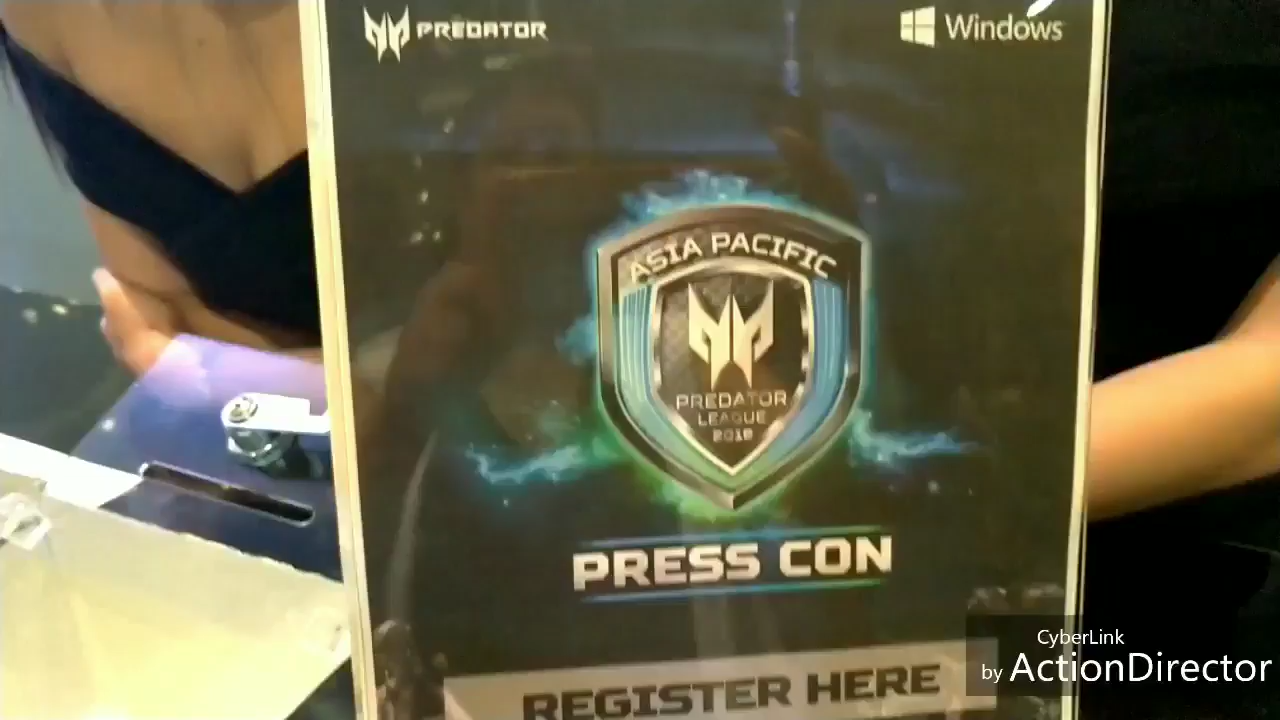 PREDATOR
Windows
ASIA PACIFIC
PREDATOR
LEAGUE
2018
PRESS CON
REGISTER HERE
CyberLink
by ActionDirector